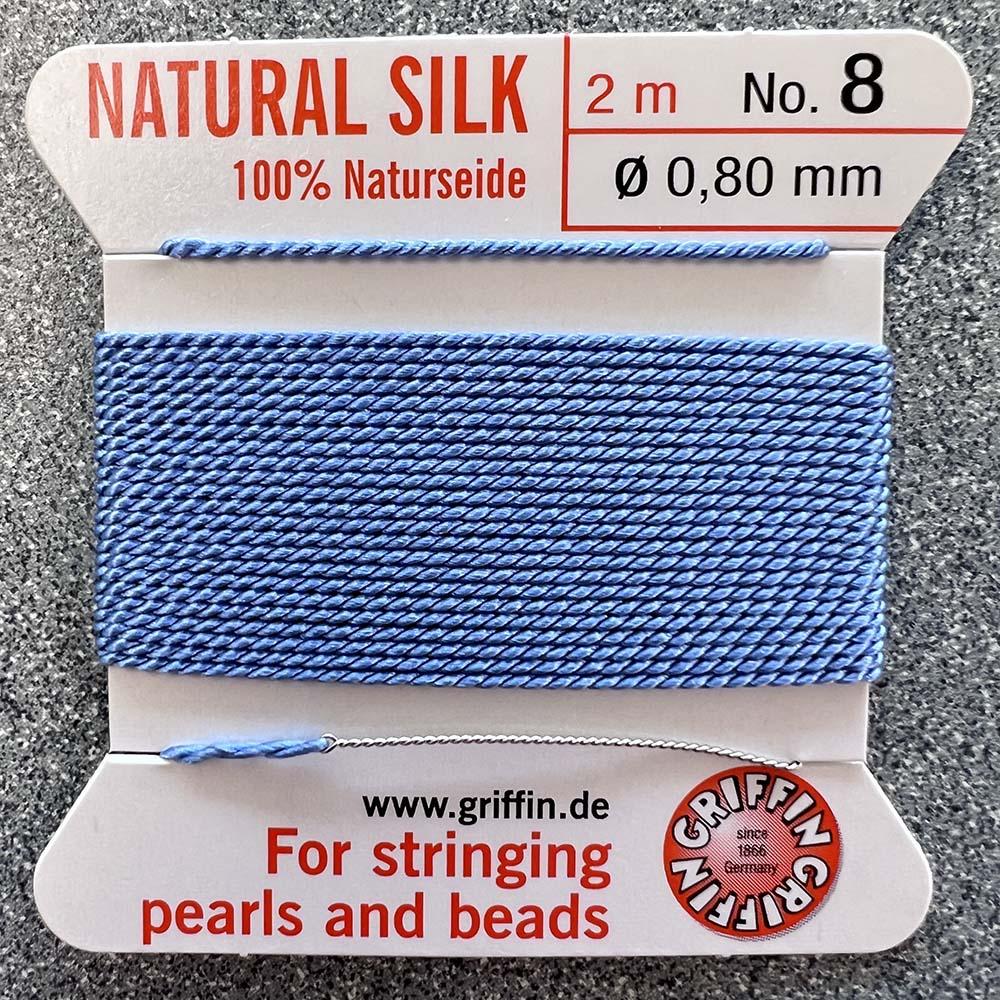 NATURAL SILK
100% Naturseide
2 m No. 8
Ø 0,80 mm
www.griffin.de
For stringing
pearls and beads
GRIFFIN GRIFFIN
since
1866
Germany